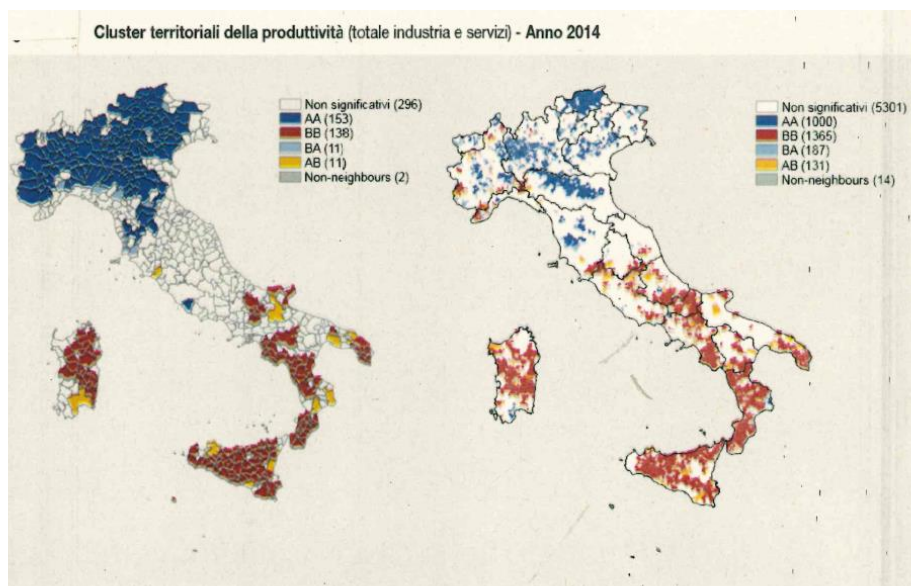 Cluster territoriali della produttività (totale industria e servizi) - Anno 2014
Non significativi (296)
AA (153)
BB (138)
BA (11)
AB (11)
Non-neighbours (2)
Non significativi (5301)
AA (1000)
BB (1365)
BA (187)
AB (131)
Non-neighbours (14)